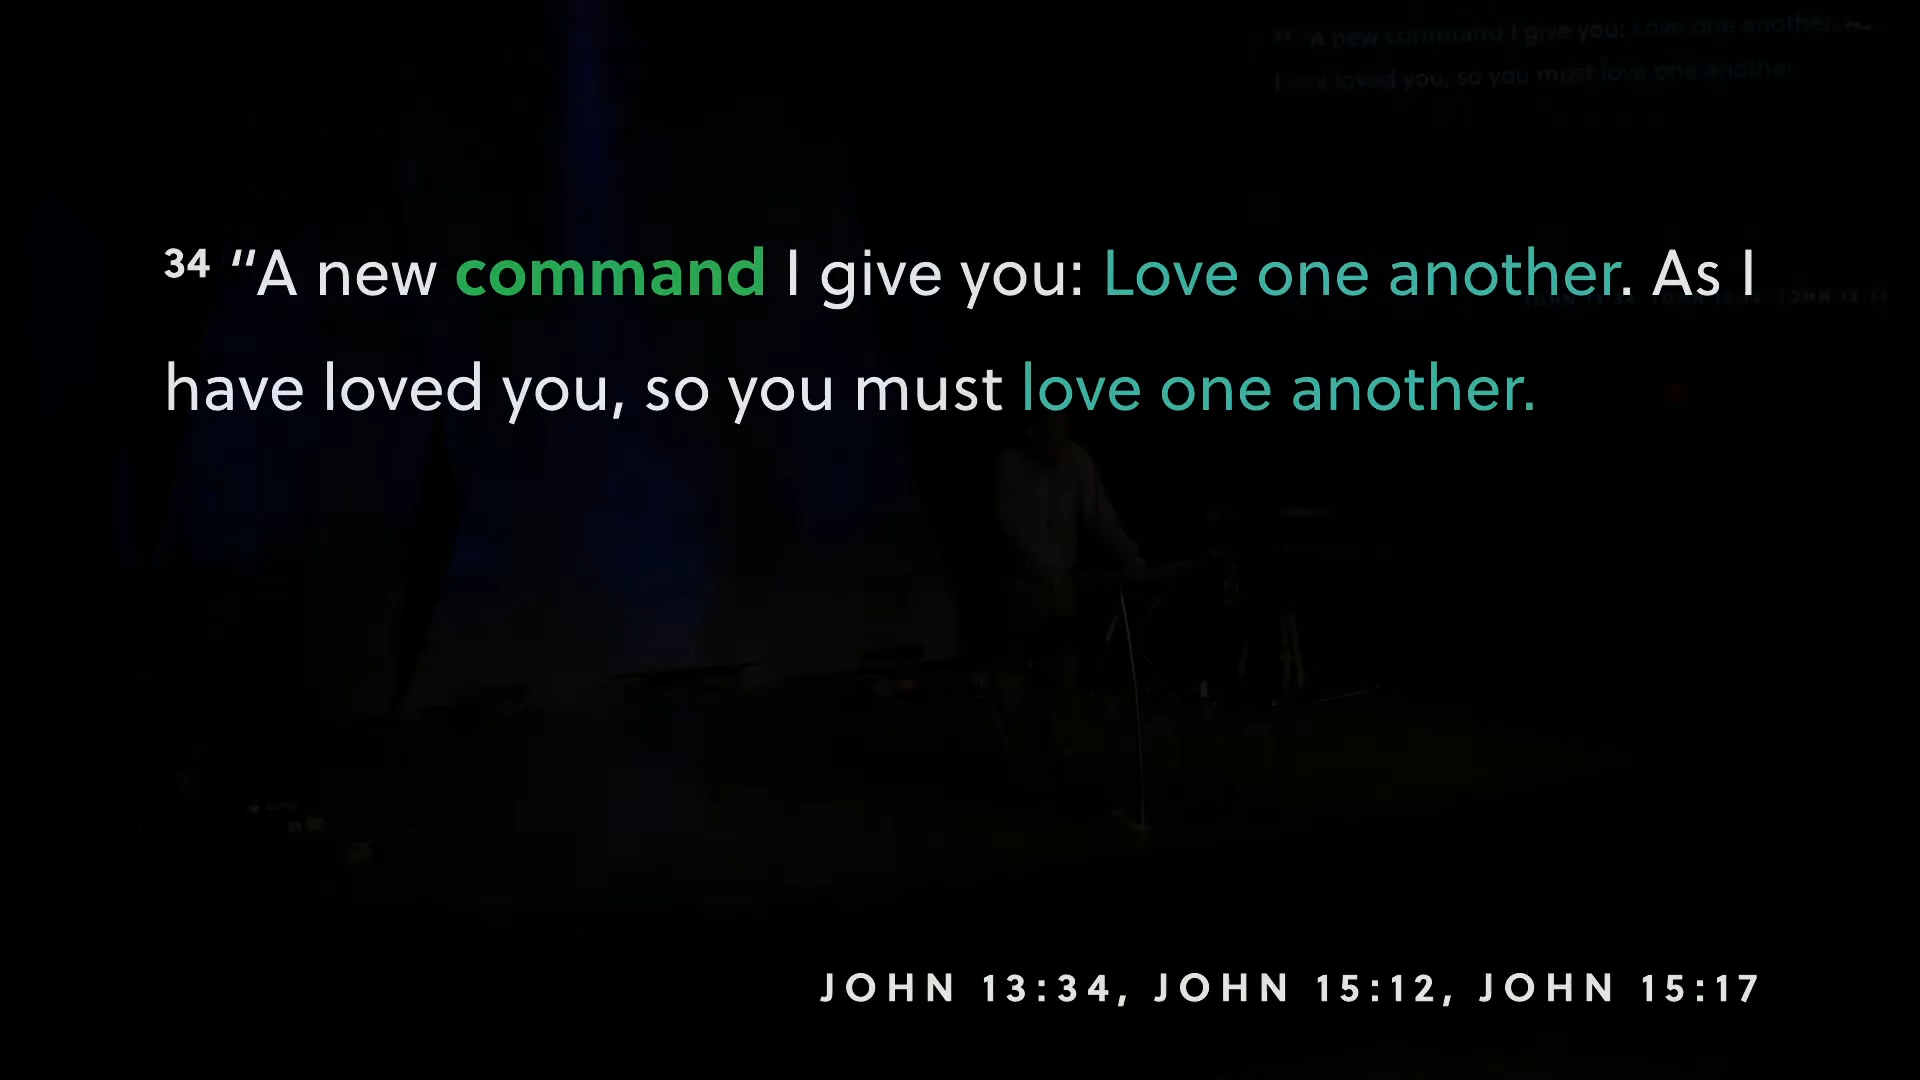 34 “A new command I give you: Love one another. As I
have loved you, so you must love one another.
JOHN 13:34, JOHN 15:12, JOHN 15:17